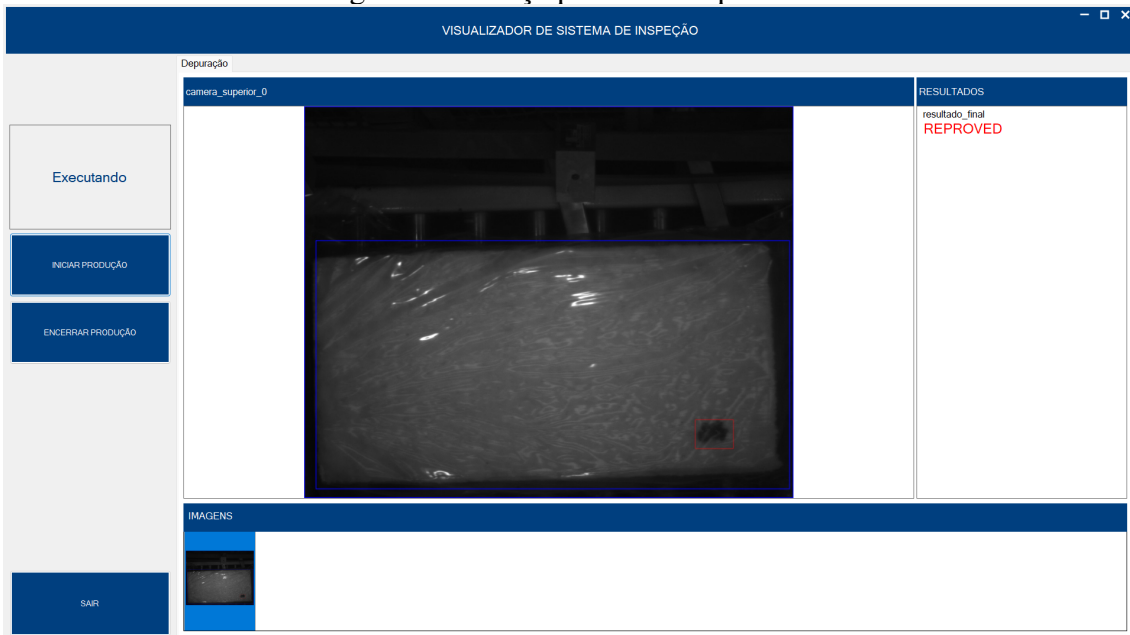 VISUALIZADOR DE SISTEMA DE INSPEÇÃO
Depuração
camera_superior_0
RESULTADOS
resultado_final
REPROVED
Executando
INICIAR PRODUÇÃO
ENCERRAR PRODUÇÃO
IMAGENS
SAIR